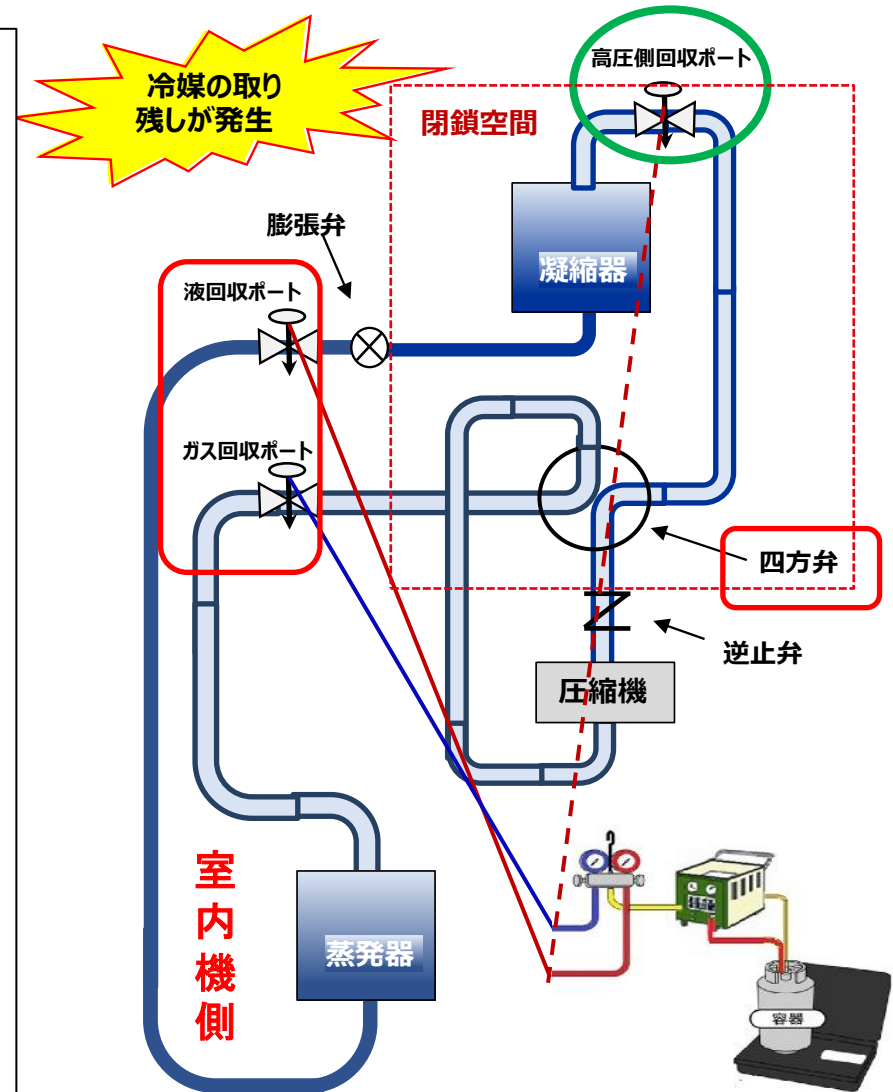 冷媒の取り
残しが発生
高圧側回収ポート
閉鎖空間
膨張弁
凝縮器
液回収ポート
ガス回収ポート
四方弁
逆止弁
圧縮機
室
内
機
側
蒸発器
容器